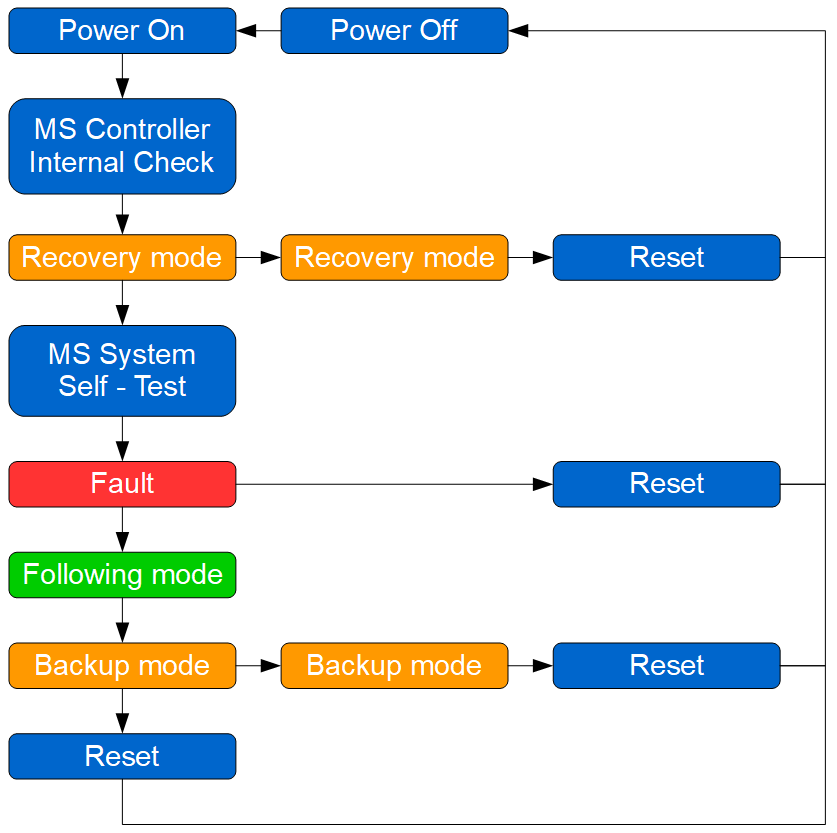 Power On
Power Off
MS Controller
Internal Check
Recovery mode
Recovery mode
Reset
MS System
Self - Test
Fault
Reset
Following mode
Backup mode
Backup mode
Reset
Reset